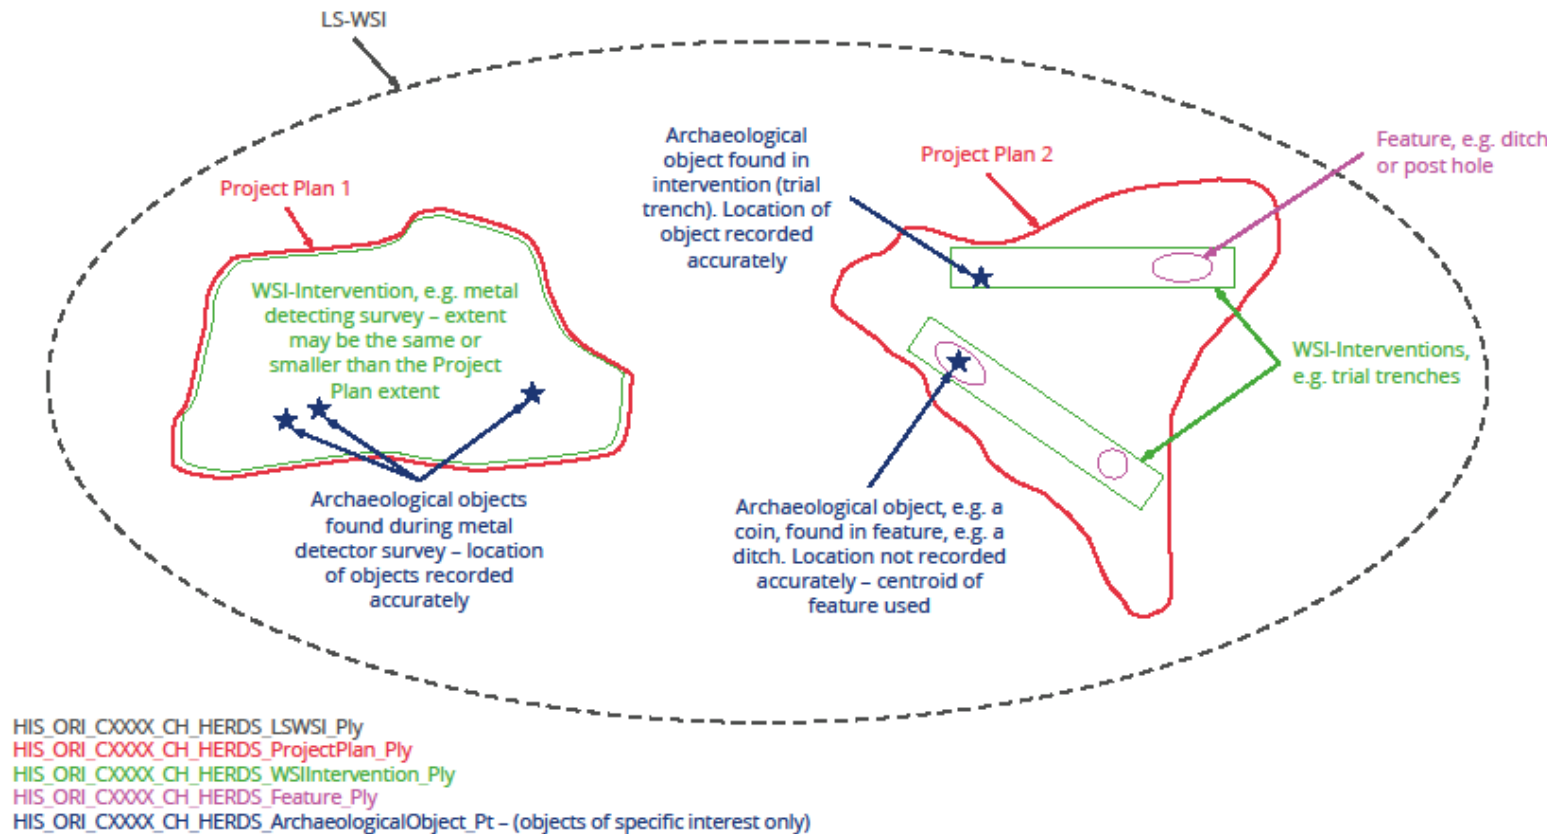 LS-WSI
Project Plan 1
WSI-Intervention, e.g. metal
detecting survey – extent
may be the same or
smaller than the Project
Plan extent
Archaeological objects
found during metal
detector survey – location
of objects recorded
accurately
Archaeological
object found in
intervention (trial
trench). Location of
object recorded
accurately
Project Plan 2
Feature, e.g. ditch
or post hole
WSI-Interventions,
e.g. trial trenches
Archaeological object, e.g. a
coin, found in feature, e.g. a
ditch. Location not recorded
accurately – centroid of
feature used
HIS_ORI_CXXXX_CH_HERDS_LSWSI_Ply
HIS_ORI_CXXXX_CH_HERDS_ProjectPlan_Ply
HIS_ORI_CXXXX_CH_HERDS_WSIIntervention_Ply
HIS_ORI_CXXXX_CH_HERDS_Feature_Ply
HIS_ORI_CXXXX_CH_HERDS_ArchaeologicalObject_Pt – (objects of specific interest only)